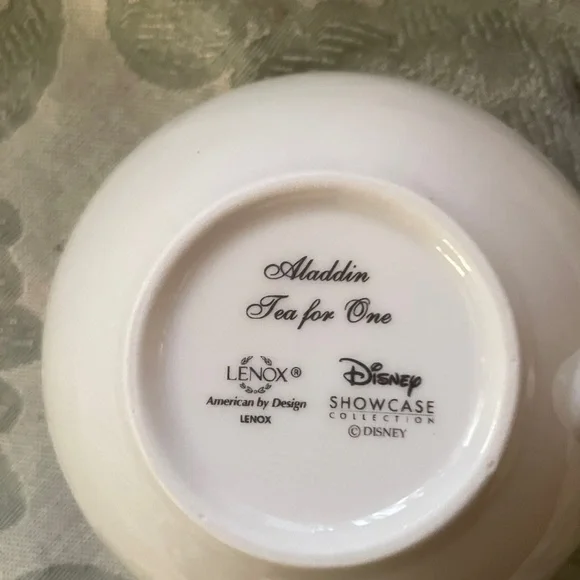 Aladdin
Tea for One
LENOX®
American by Design
LENOX
Disney
SHOWCASE
COLLECTION
© DISNEY